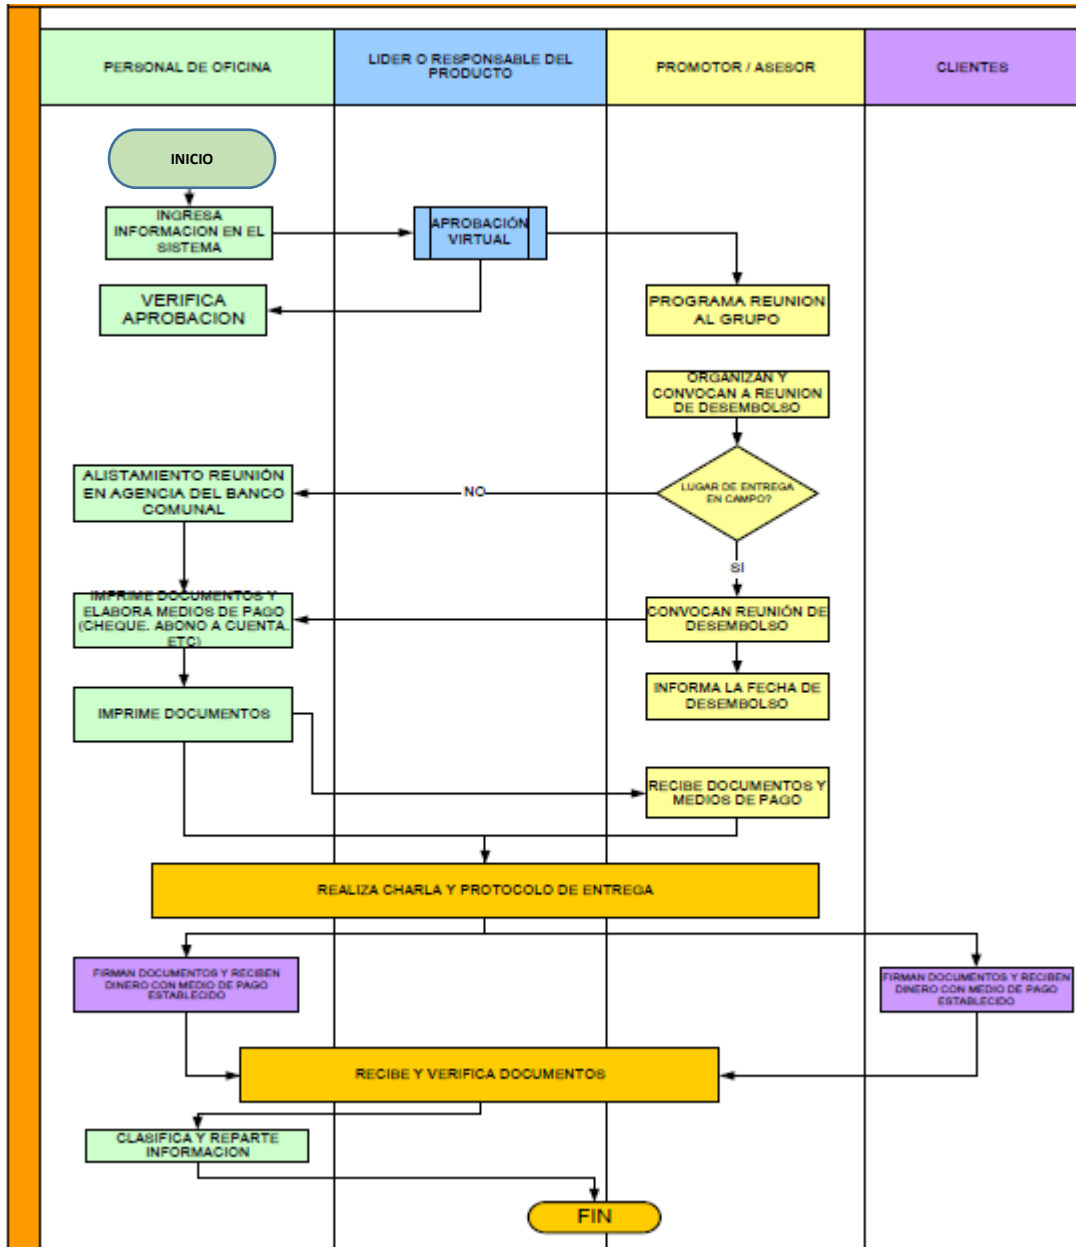 PERSONAL DE OFICINA
LIDER O RESPONSABLE DEL
PRODUCTO
PROMOTOR / ASESOR
CLIENTES
INICIO
INGRESA
INFORMACION EN EL
SISTEMA
APROBACIÓN
VIRTUAL
VERIFICA
APROBACION
PROGRAMA REUNION
AL GRUPO
ORGANIZAN Y
CONVOCAN A REUNION
DE DESEMBOLSO
ALISTAMIENTO REUNIÓN
EN AGENCIA DEL BANCO
COMUNAL
NO
LUGAR DE ENTREGA
EN CAMPO?
SI
IMPRIME DOCUMENTOS Y
ELABORA MEDIOS DE PAGO
(CHEQUE. ABONO A CUENTA.
ETC)
CONVOCAN REUNIÓN DE
DESEMBOLSO
INFORMA LA FECHA DE
DESEMBOLSO
IMPRIME DOCUMENTOS
RECIBE DOCUMENTOS Y
MEDIOS DE PAGO
REALIZA CHARLA Y PROTOCOLO DE ENTREGA
FIRMAN DOCUMENTOS Y RECIBEN
DINERO CON MEDIO DE PAGO
ESTABLECIDO
FIRMAN DOCUMENTOS Y RECIBEN
DINERO CON MEDIO DE PAGO
ESTABLECIDO
RECIBE Y VERIFICA DOCUMENTOS
CLASIFICA Y REPARTE
INFORMACION
FIN